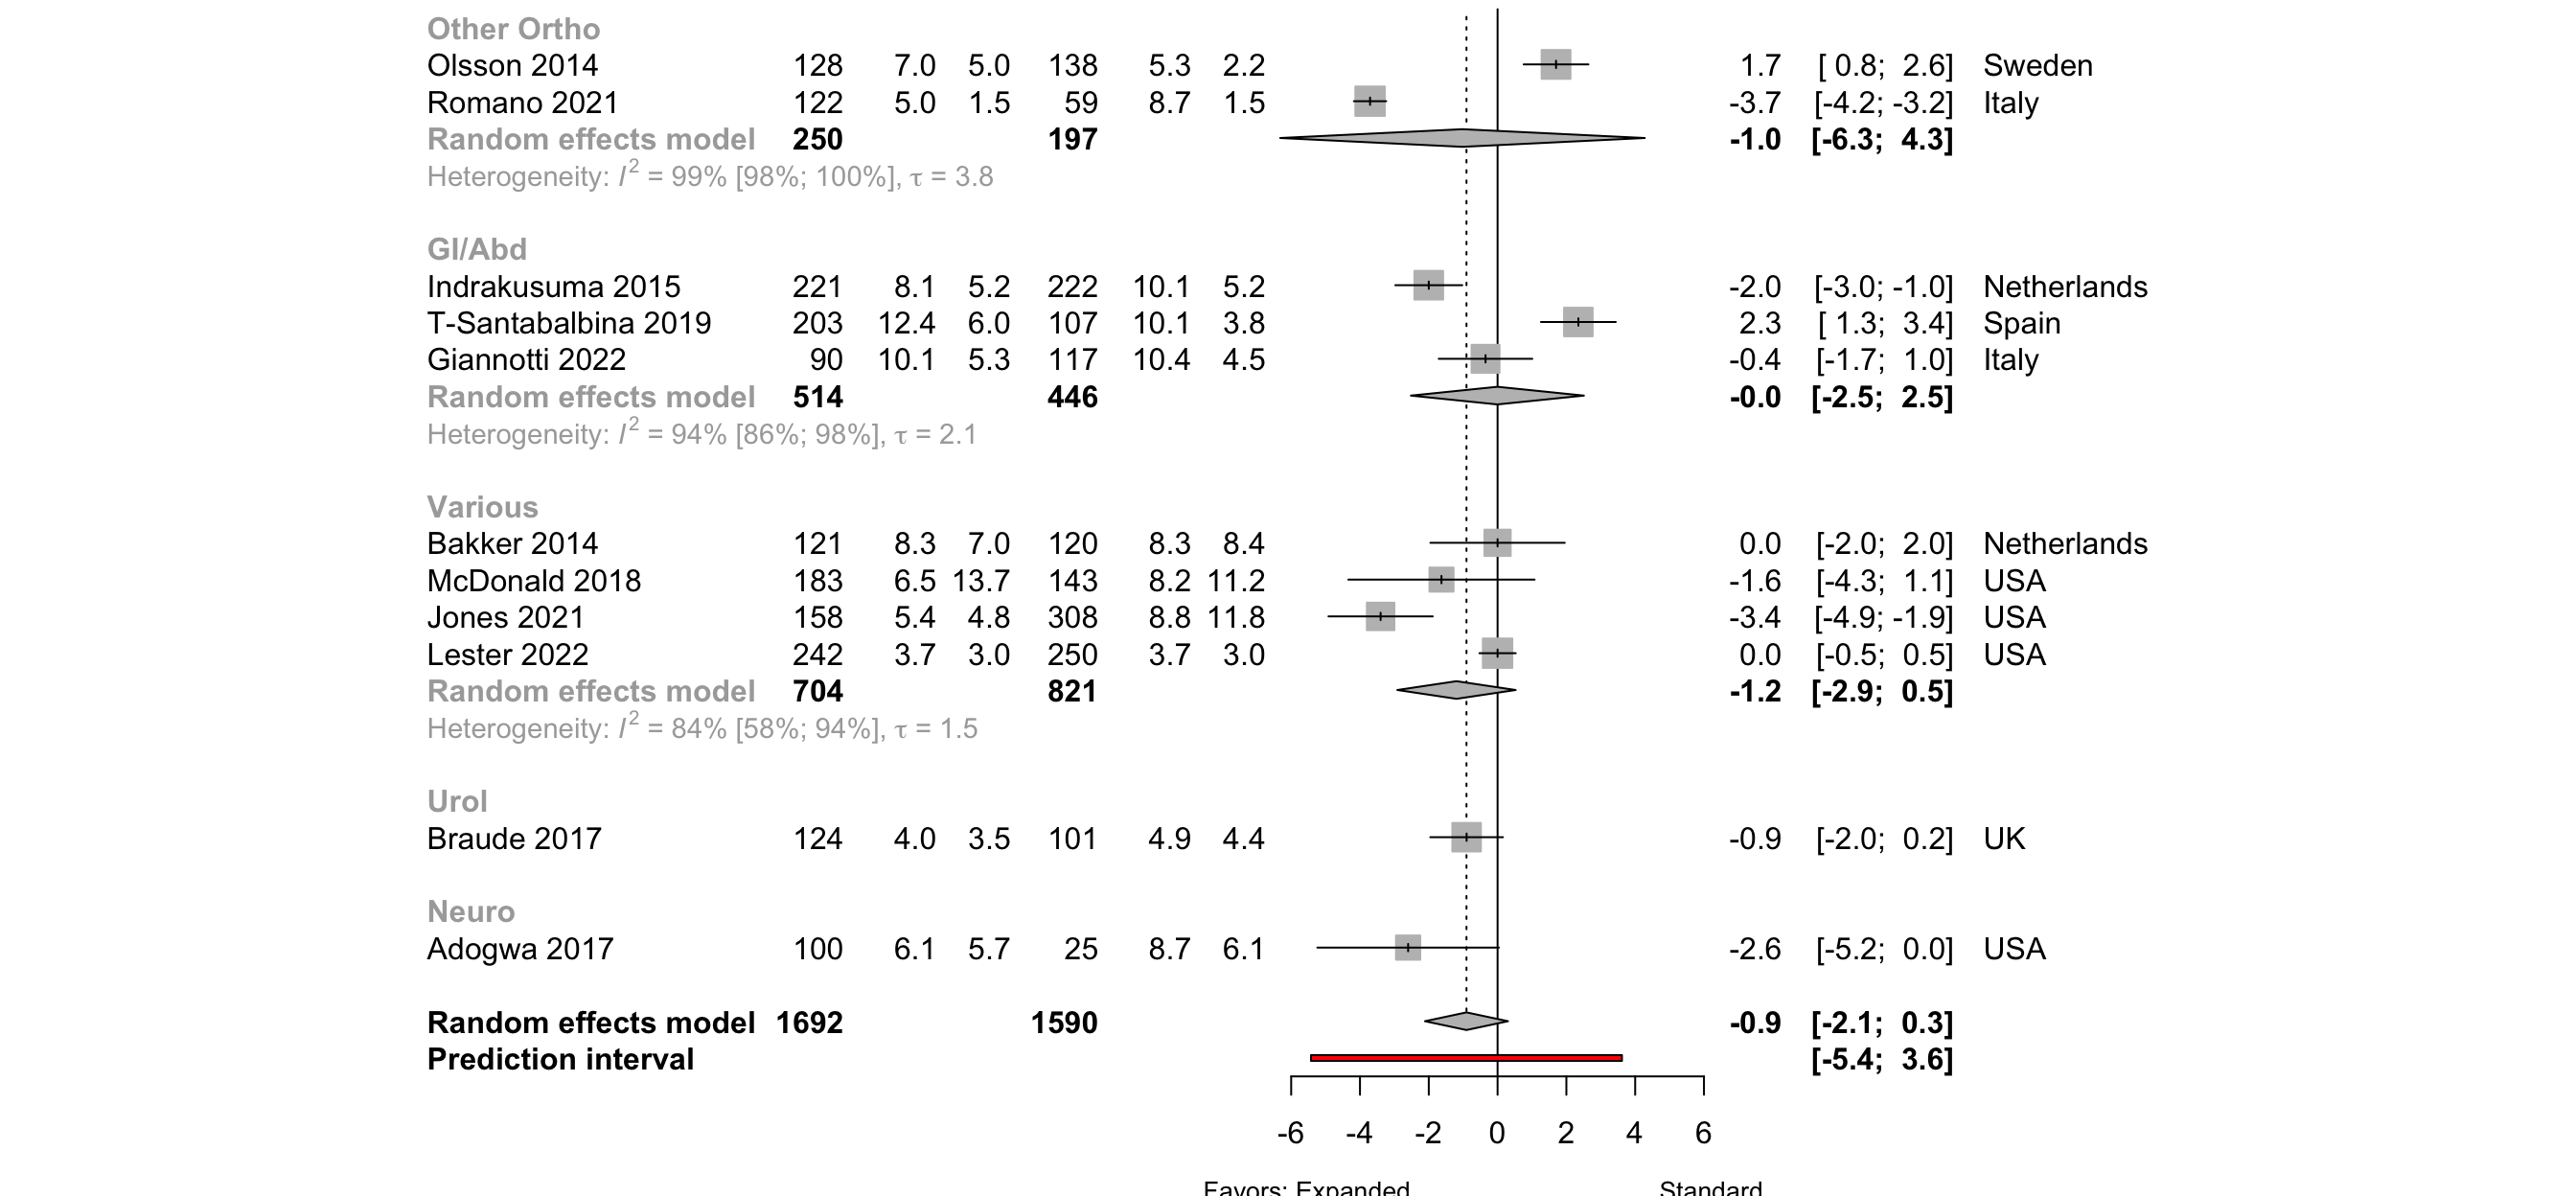 Other Ortho
Olsson 2014 128 7.0 5.0 138 5.3 2.2 1.7 [ 0.8; 2.6] Sweden
Romano 2021 122 5.0 1.5 59 8.7 1.5 -3.7 [-4.2; -3.2] Italy
Random effects model 250 197 -1.0 [-6.3; 4.3]
Heterogeneity: I² = 99% [98%; 100%], τ = 3.8
GI/Abd
Indrakusuma 2015 221 8.1 5.2 222 10.1 5.2 -2.0 [-3.0; -1.0] Netherlands
T-Santabalbina 2019 203 12.4 6.0 107 10.1 3.8 2.3 [ 1.3; 3.4] Spain
Giannotti 2022 90 10.1 5.3 117 10.4 4.5 -0.4 [-1.7; 1.0] Italy
Random effects model 514 446 -0.0 [-2.5; 2.5]
Heterogeneity: I² = 94% [86%; 98%], τ = 2.1
Various
Bakker 2014 121 8.3 7.0 120 8.3 8.4 0.0 [-2.0; 2.0] Netherlands
McDonald 2018 183 6.5 13.7 143 8.2 11.2 -1.6 [-4.3; 1.1] USA
Jones 2021 158 5.4 4.8 308 8.8 11.8 -3.4 [-4.9; -1.9] USA
Lester 2022 242 3.7 3.0 250 3.7 3.0 0.0 [-0.5; 0.5] USA
Random effects model 704 821 -1.2 [-2.9; 0.5]
Heterogeneity: I² = 84% [58%; 94%], τ = 1.5
Urol
Braude 2017 124 4.0 3.5 101 4.9 4.4 -0.9 [-2.0; 0.2] UK
Neuro
Adogwa 2017 100 6.1 5.7 25 8.7 6.1 -2.6 [-5.2; 0.0] USA
Random effects model 1692 1590 -0.9 [-2.1; 0.3]
Prediction interval [-5.4; 3.6]
-6 -4 -2 0 2 4 6
Favors: Expanded Standard